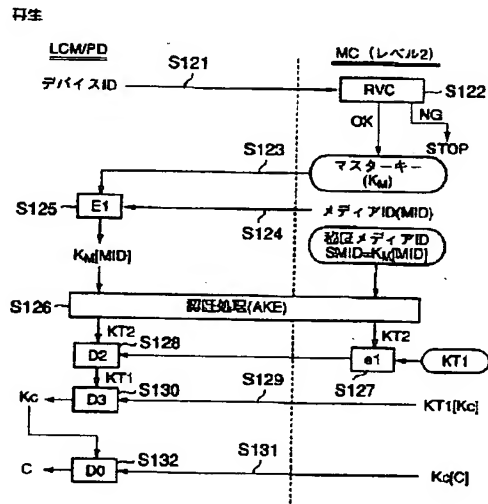 再生
LCM/PD
MC（レベル2）
デバイスID
S121
RVC
S122
OK
NG
STOP
S123
マスターキー
(KM)
S125
E1
S124
メディアID(MID)
KM[MID]
認証メディアID
SMID=KM[MID]
S126
認証処理(AKE)
KT2
KT2
D2
S128
e1
KT1
S127
KT1
Kc
D3
S130
S129
KT1[Kc]
C
D0
S132
S131
Kc[C]